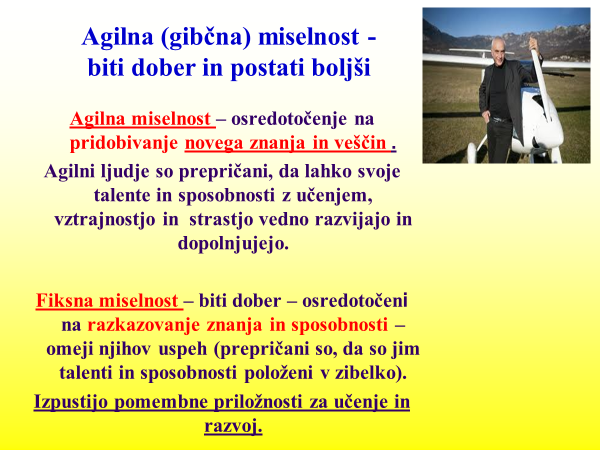 Agilna (gibčna) miselnost -
biti dober in postati boljši
Agilna miselnost – osredotočenje na
pridobivanje novega znanja in veščin .
Agilni ljudje so prepričani, da lahko svoje
talente in sposobnosti z učenjem,
vztrajnostjo in strastjo vedno razvijajo in
dopolnjujejo.
Fiksna miselnost – biti dober – osredotočeni
na razkazovanje znanja in sposobnosti –
omeji njihov uspeh (prepričani so, da so jim
talenti in sposobnosti položeni v zibelko).
Izpustijo pomembne priložnosti za učenje in
razvoj.